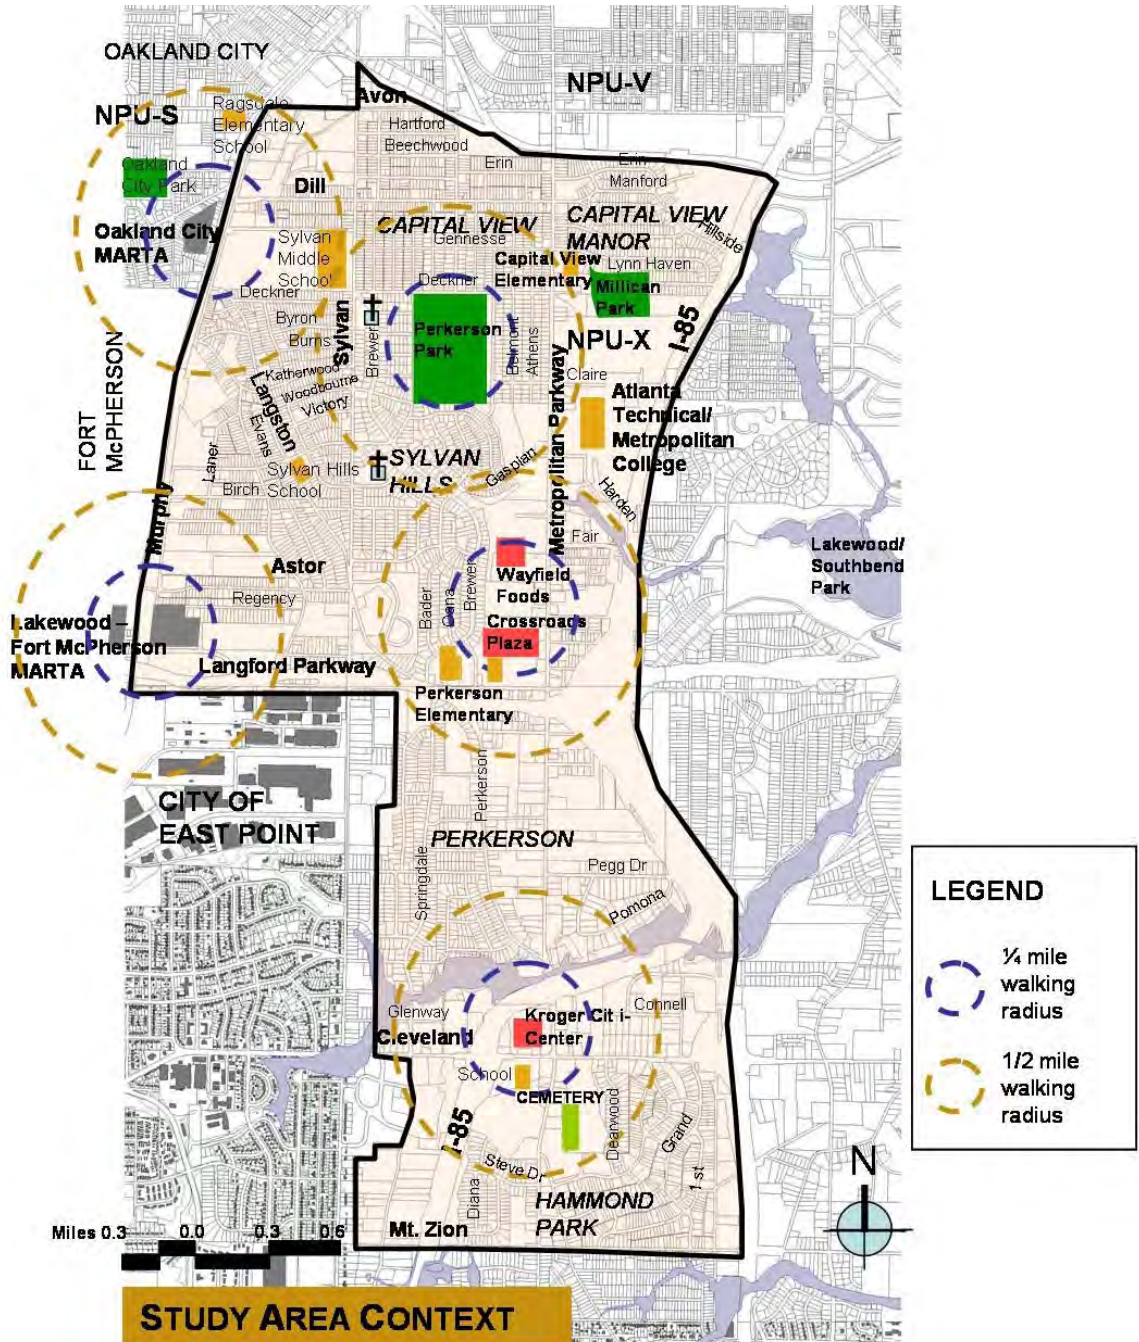 OAKLAND CITY
NPU-V
Avon
NPU-S
Ragsdale
Elementary
School
Hartford
Beechwood
Erin
Erin
Manford
Oakland
City Park
Dill
CAPITAL VIEW
CAPITAL VIEW
MANOR
Hillside
Oakland City
MARTA
Sylvan
Middle
School
Gennesse
Capital View
Elementary
Lynn Haven
Deckner
Deckner
Millican
Park
I-85
Byron
Burns
Sylvan
Brewer
Perkerson
Park
Belmont
Athens
NPU-X
Metropolitan Parkway
Claire
FORT
McPHERSON
Katherwood
Woodbourne
Victory
Langston
Evans
Atlanta
Technical/
Metropolitan
College
Laner
Sylvan Hills
School
SYLVAN
HILLS
Gasplan
Birch
Harden
Murphy
Fair
Lakewood/
Southbend
Park
Astor
Wayfield
Foods
Regency
Bader
Oana
Brewer
Crossroads
Plaza
Lakewood –
Fort McPherson
MARTA
Langford Parkway
Perkerson
Elementary
CITY OF
EAST POINT
Perkerson
PERKERSON
Springdale
Pegg Dr
Pomona
LEGEND
¼ mile
walking
radius
1/2 mile
walking
radius
Glenway
Connell
Cleveland
Kroger Cit i-
Center
School
CEMETERY
I-85
Dearwood
Grand
1 st
Steve Dr
Diana
HAMMOND
PARK
Mt. Zion
N
Miles 0.3 0.0 0.3 0.6
STUDY AREA CONTEXT